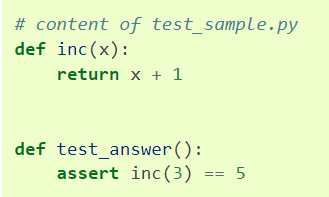 # content of test_sample.py
def inc(x):
    return x + 1
def test_answer():
    assert inc(3) == 5